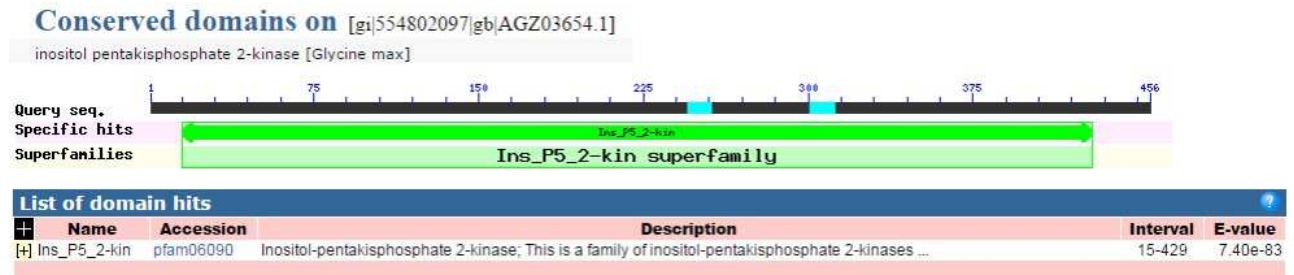 Conserved domains on [gi|554802097|gb|AGZ03654.1]
inositol pentakisphosphate 2-kinase [Glycine max]
1 75 150 225 300 375 456
Query seq.
Specific hits Ins_P5_2-kin
Superfamilies Ins_P5_2-kin superfamily
List of domain hits ?
+ Name Accession Description Interval E-value
[+] Ins_P5_2-kin pfam06090 Inositol-pentakisphosphate 2-kinase; This is a family of inositol-pentakisphosphate 2-kinases ... 15-429 7.40e-83